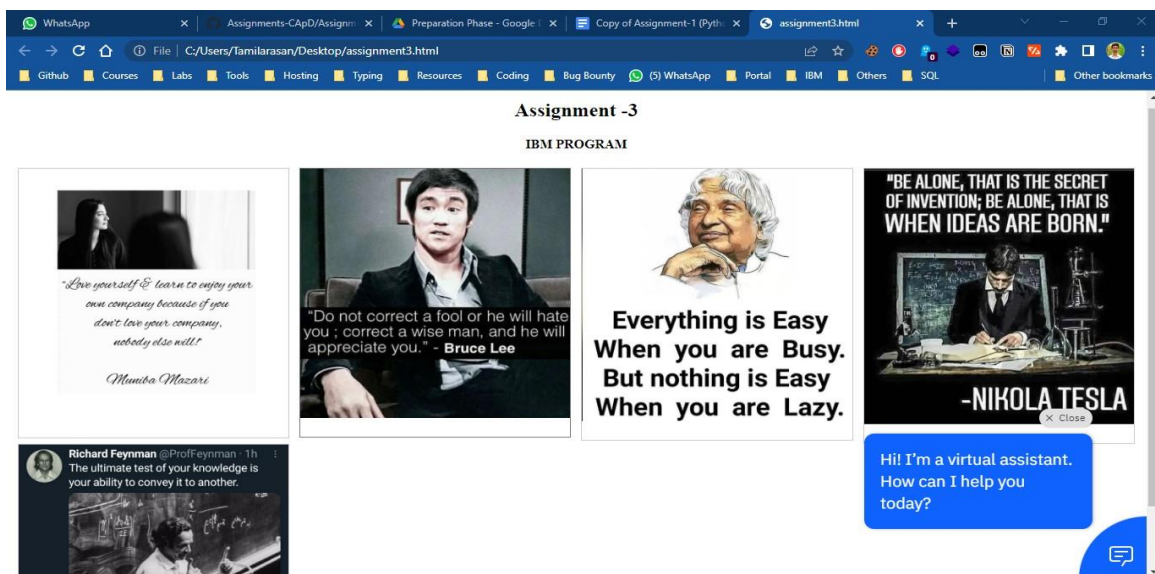 WhatsApp
Assignments-CApD/Assignm
Preparation Phase - Google
Copy of Assignment-1 (Pyth
assignment3.html
File
C:/Users/Tamilarasan/Desktop/assignment3.html
0
Github
Courses
Labs
Tools
Hosting
Typing
Resources
Coding
Bug Bounty
(5) WhatsApp
Portal
IBM
Others
SQL
Other bookmarks
Assignment -3
IBM PROGRAM
"Love yourself & learn to enjoy your
own company because if you
don't love your company,
nobody else will!"
Muniba Mazari
"Do not correct a fool or he will hate
you ; correct a wise man, and he will
appreciate you." - Bruce Lee
Everything is Easy
When you are Busy.
But nothing is Easy
When you are Lazy.
"BE ALONE, THAT IS THE SECRET
OF INVENTION; BE ALONE, THAT IS
WHEN IDEAS ARE BORN."
-NIKOLA TESLA
Richard Feynman @ProfFeynman · 1h
The ultimate test of your knowledge is
your ability to convey it to another.
× Close
Hi! I'm a virtual assistant.
How can I help you
today?